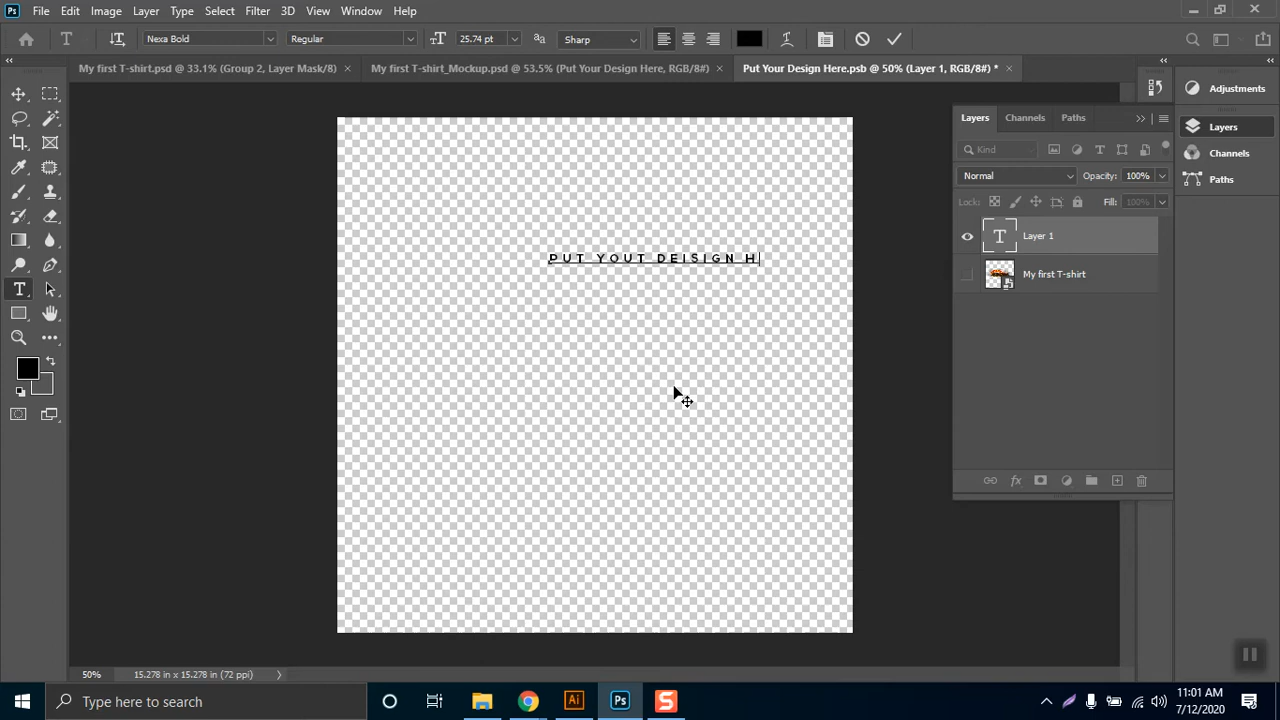 Ps File Edit Image Layer Type Select Filter 3D View Window Help
Nexa Bold Regular 25.74 pt Sharp
My first T-shirt.psd @ 33.1% (Group 2, Layer Mask/8) × My first T-shirt_Mockup.psd @ 53.5% (Put Your Design Here, RGB/8#) × Put Your Design Here.psb @ 50% (Layer 1, RGB/8#) * ×
Adjustments
Layers
Channels
Paths
Layers Channels Paths
Kind
Normal Opacity: 100%
Lock: Fill: 100%
Layer 1
My first T-shirt
PUT YOUT DEISIGN H
50% 15.278 in x 15.278 in (72 ppi)
Type here to search
Ai Ps S
11:01 AM
7/12/2020